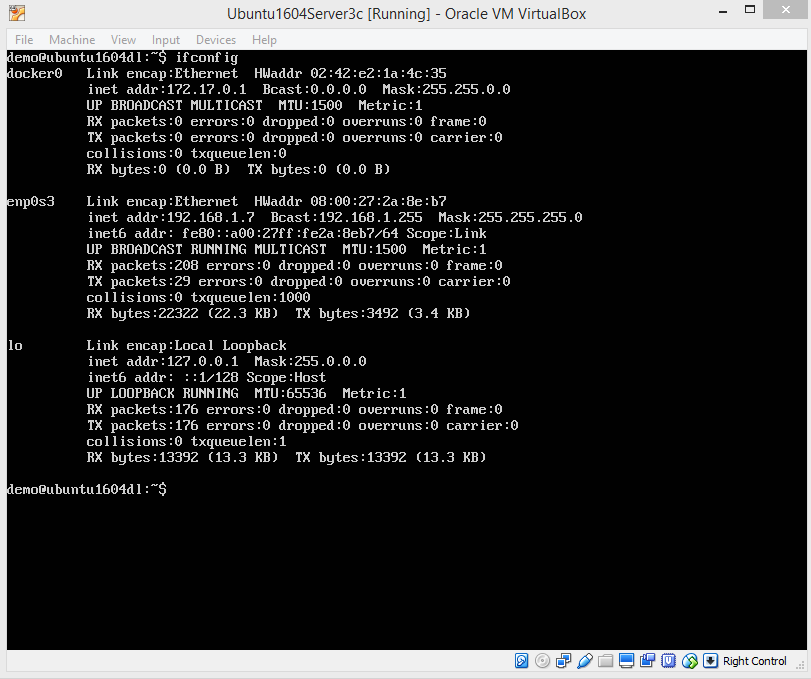 Ubuntu1604Server3c [Running] - Oracle VM VirtualBox
File Machine View Input Devices Help
demo@ubuntu1604dl:~$ ifconfig
docker0   Link encap:Ethernet  HWaddr 02:42:e2:1a:4c:35
          inet addr:172.17.0.1  Bcast:0.0.0.0  Mask:255.255.0.0
          UP BROADCAST MULTICAST  MTU:1500  Metric:1
          RX packets:0 errors:0 dropped:0 overruns:0 frame:0
          TX packets:0 errors:0 dropped:0 overruns:0 carrier:0
          collisions:0 txqueuelen:0
          RX bytes:0 (0.0 B)  TX bytes:0 (0.0 B)
enp0s3    Link encap:Ethernet  HWaddr 08:00:27:2a:8e:b7
          inet addr:192.168.1.7  Bcast:192.168.1.255  Mask:255.255.255.0
          inet6 addr: fe80::a00:27ff:fe2a:8eb7/64 Scope:Link
          UP BROADCAST RUNNING MULTICAST  MTU:1500  Metric:1
          RX packets:208 errors:0 dropped:0 overruns:0 frame:0
          TX packets:29 errors:0 dropped:0 overruns:0 carrier:0
          collisions:0 txqueuelen:1000
          RX bytes:22322 (22.3 KB)  TX bytes:3492 (3.4 KB)
lo        Link encap:Local Loopback
          inet addr:127.0.0.1  Mask:255.0.0.0
          inet6 addr: ::1/128 Scope:Host
          UP LOOPBACK RUNNING  MTU:65536  Metric:1
          RX packets:176 errors:0 dropped:0 overruns:0 frame:0
          TX packets:176 errors:0 dropped:0 overruns:0 carrier:0
          collisions:0 txqueuelen:1
          RX bytes:13392 (13.3 KB)  TX bytes:13392 (13.3 KB)
demo@ubuntu1604dl:~$
Right Control